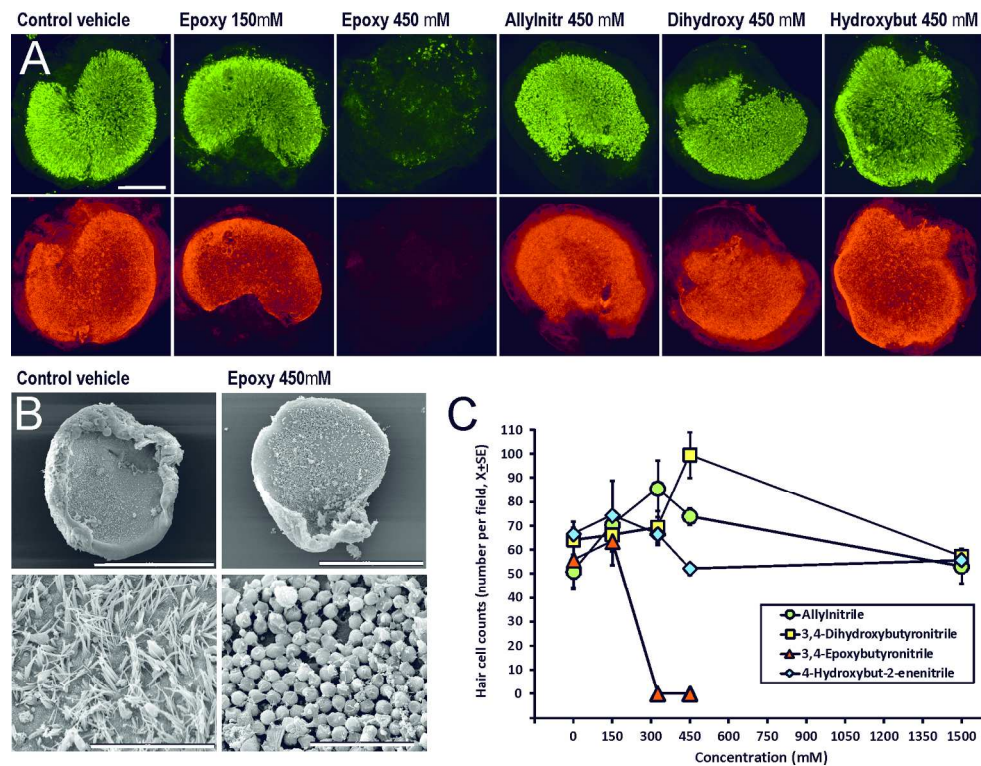 Control vehicle Epoxy 150mM Epoxy 450 mM Allylnitr 450 mM Dihydroxy 450 mM Hydroxybut 450 mM
A
Control vehicle Epoxy 450mM
B
C
Hair cell counts (number per field, X±SE)
110
100
90
80
70
60
50
40
30
20
10
0
Allylnitrile
3,4-Dihydroxybutyronitrile
3,4-Epoxybutyronitrile
4-Hydroxybut-2-enenitrile
0 150 300 450 600 750 900 1050 1200 1350 1500
Concentration (mM)